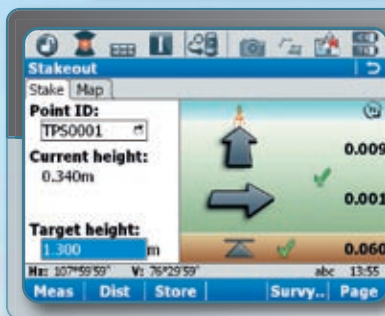 Stakeout
Stake Map
Point ID:
TPS0001
Current height:
0.340m
0.009
0.001
Target height:
1.300 m
0.060
Hz: 107°59'59" V: 76°29'59" abc 13:55
Meas Dist Store Survy.. Page